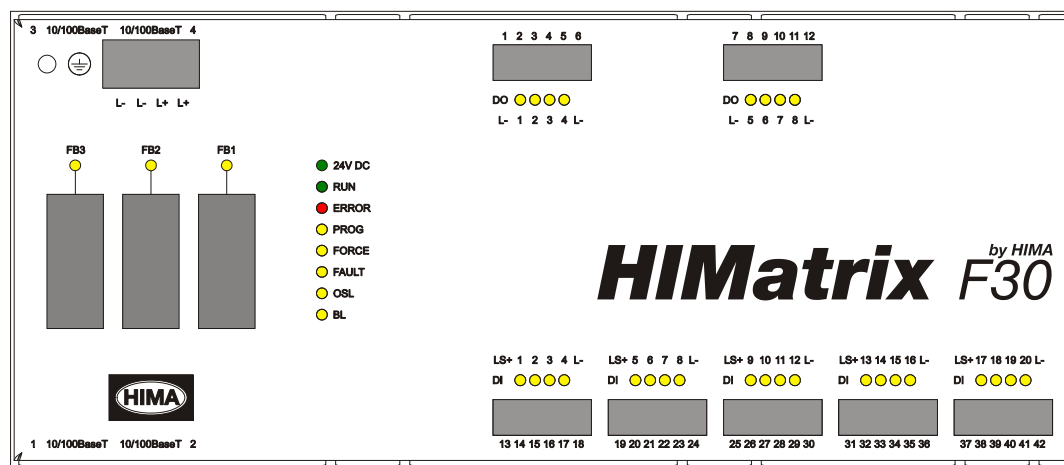 3 10/100BaseT 10/100BaseT 4
L- L- L+ L+
1 2 3 4 5 6
DO
L- 1 2 3 4 L-
7 8 9 10 11 12
DO
L- 5 6 7 8 L-
FB3 FB2 FB1
24V DC
RUN
ERROR
PROG
FORCE
FAULT
OSL
BL
HIMatrix by HIMA
F30
LS+ 1 2 3 4 L-
DI
13 14 15 16 17 18
LS+ 5 6 7 8 L-
DI
19 20 21 22 23 24
LS+ 9 10 11 12 L-
DI
25 26 27 28 29 30
LS+ 13 14 15 16 L-
DI
31 32 33 34 35 36
LS+ 17 18 19 20 L-
DI
37 38 39 40 41 42
HIMA
1 10/100BaseT 10/100BaseT 2